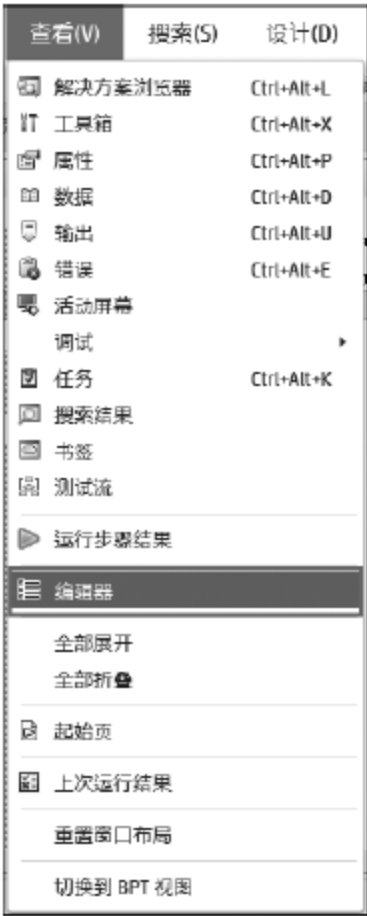 查看(V) 搜索(S) 设计(D)
解决方案浏览器 Ctrl+Alt+L
工具箱 Ctrl+Alt+X
属性 Ctrl+Alt+P
数据 Ctrl+Alt+D
输出 Ctrl+Alt+U
错误 Ctrl+Alt+E
活动屏幕
调试
任务 Ctrl+Alt+K
搜索结果
书签
测试流
运行步骤结果
编辑器
全部展开
全部折叠
起始页
上次运行结果
重置窗口布局
切换到 BPT 视图